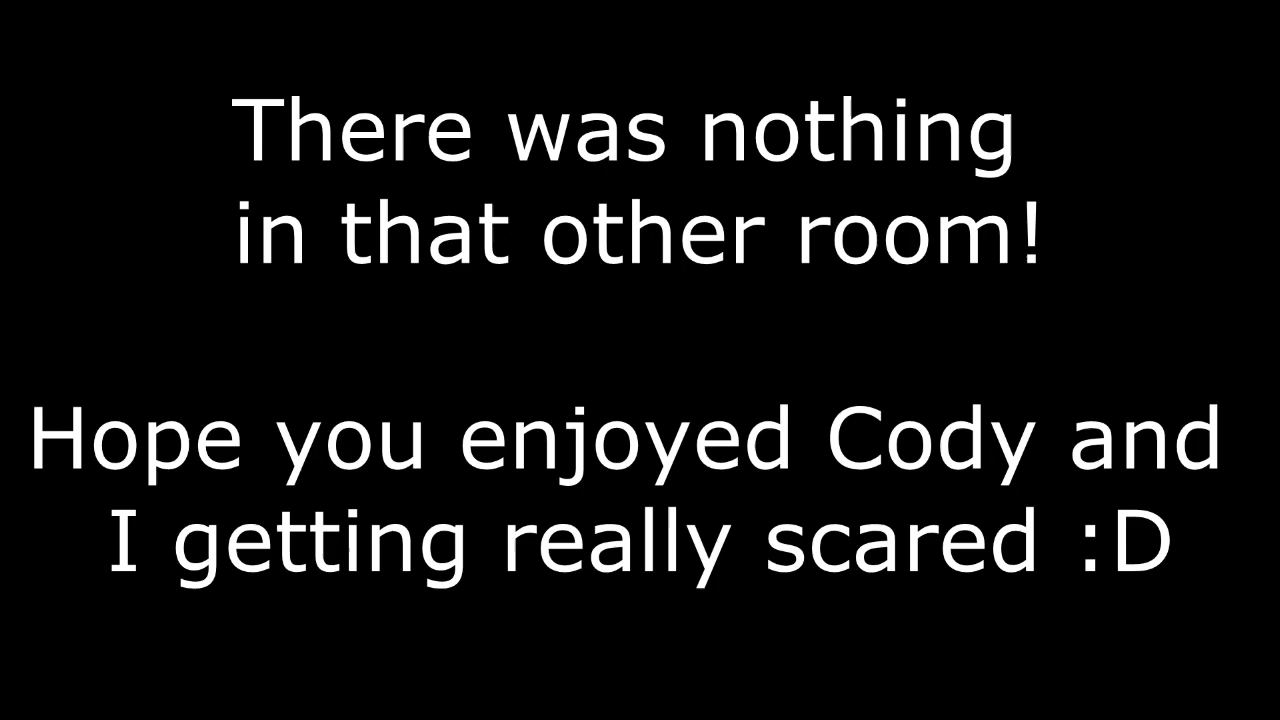 There was nothing
in that other room!
Hope you enjoyed Cody and
I getting really scared :D